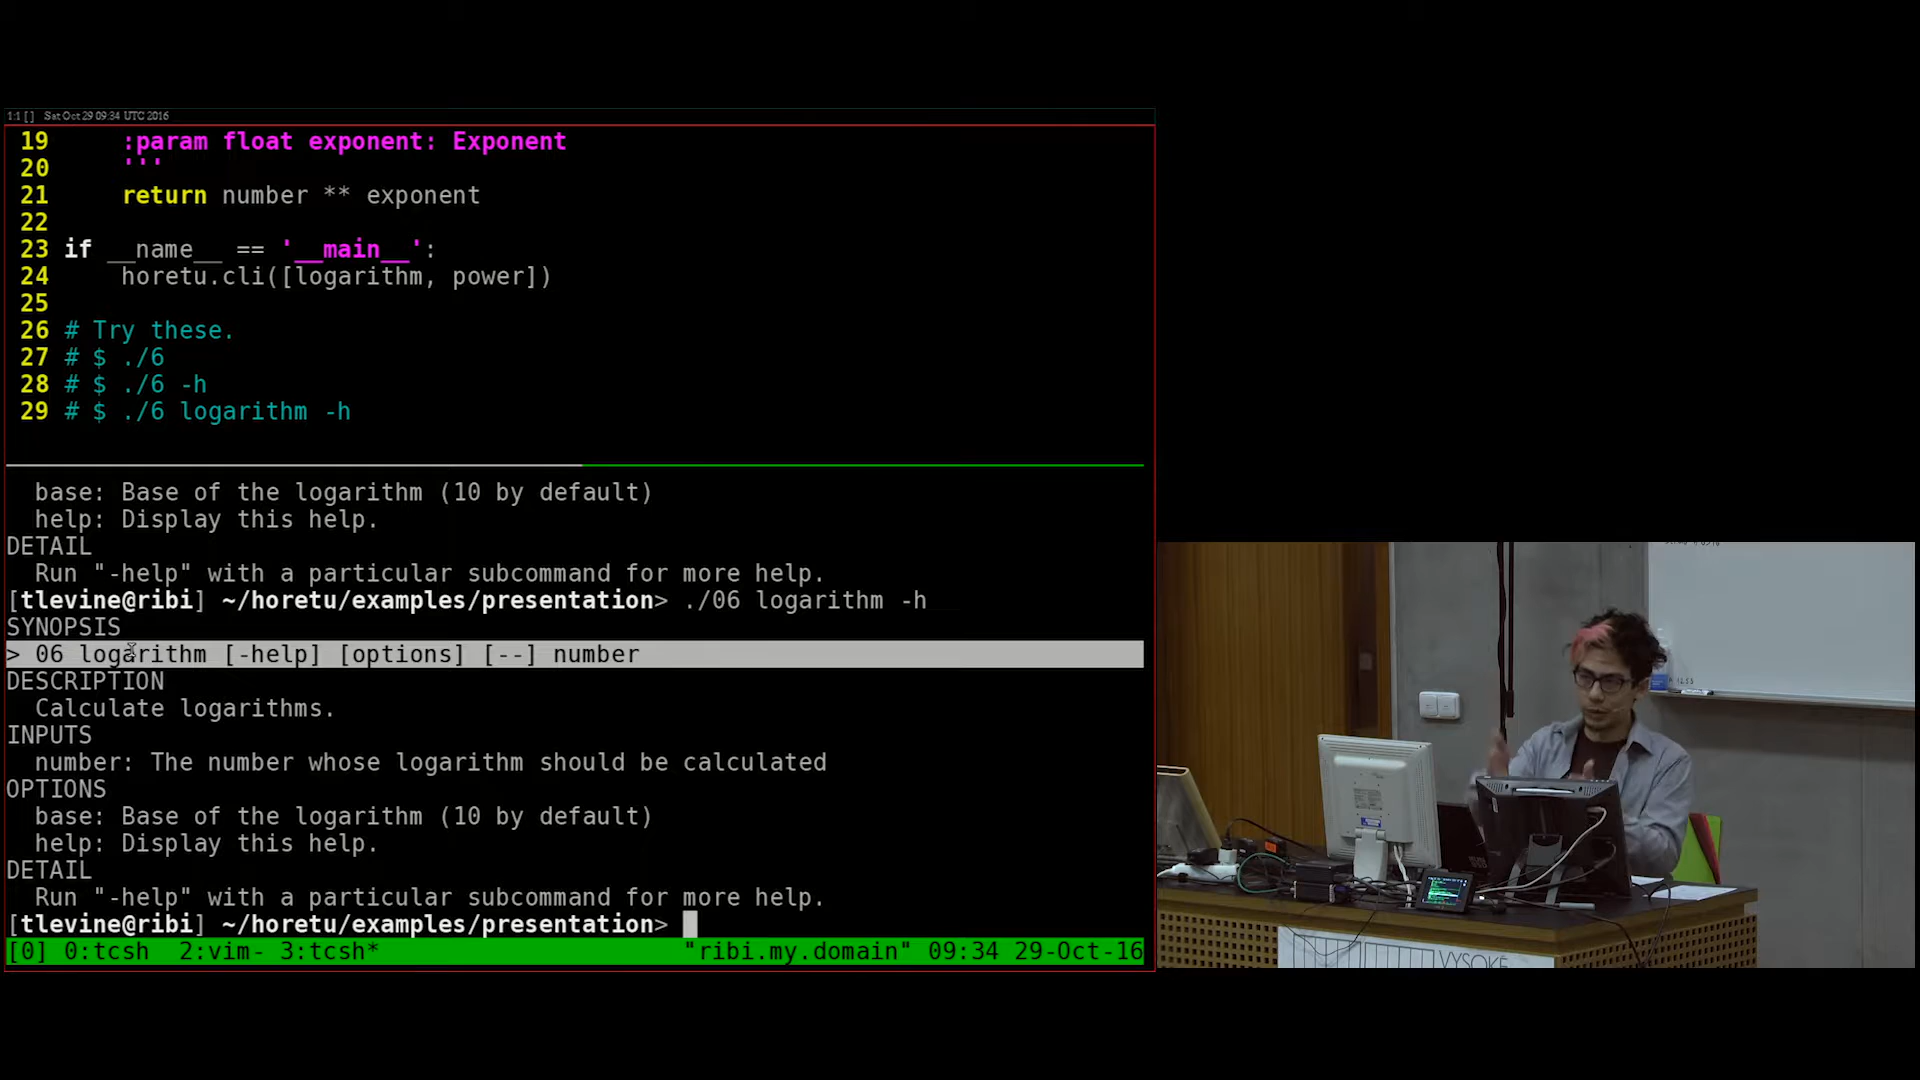 1:1 [ ] Sat Oct 29 09:34 UTC 2016
19 :param float exponent: Exponent
20 '''
21 return number ** exponent
22
23 if __name__ == '__main__':
24 horetu.cli([logarithm, power])
25
26 # Try these.
27 # $ ./6
28 # $ ./6 -h
29 # $ ./6 logarithm -h
base: Base of the logarithm (10 by default)
help: Display this help.
DETAIL
Run "-help" with a particular subcommand for more help.
[tlevine@ribi] ~/horetu/examples/presentation> ./06 logarithm -h
SYNOPSIS
> 06 logarithm [-help] [options] [--] number
DESCRIPTION
Calculate logarithms.
INPUTS
number: The number whose logarithm should be calculated
OPTIONS
base: Base of the logarithm (10 by default)
help: Display this help.
DETAIL
Run "-help" with a particular subcommand for more help.
[tlevine@ribi] ~/horetu/examples/presentation>
[0] 0:tcsh 2:vim- 3:tcsh* "ribi.my.domain" 09:34 29-Oct-16
VYSOKÉ